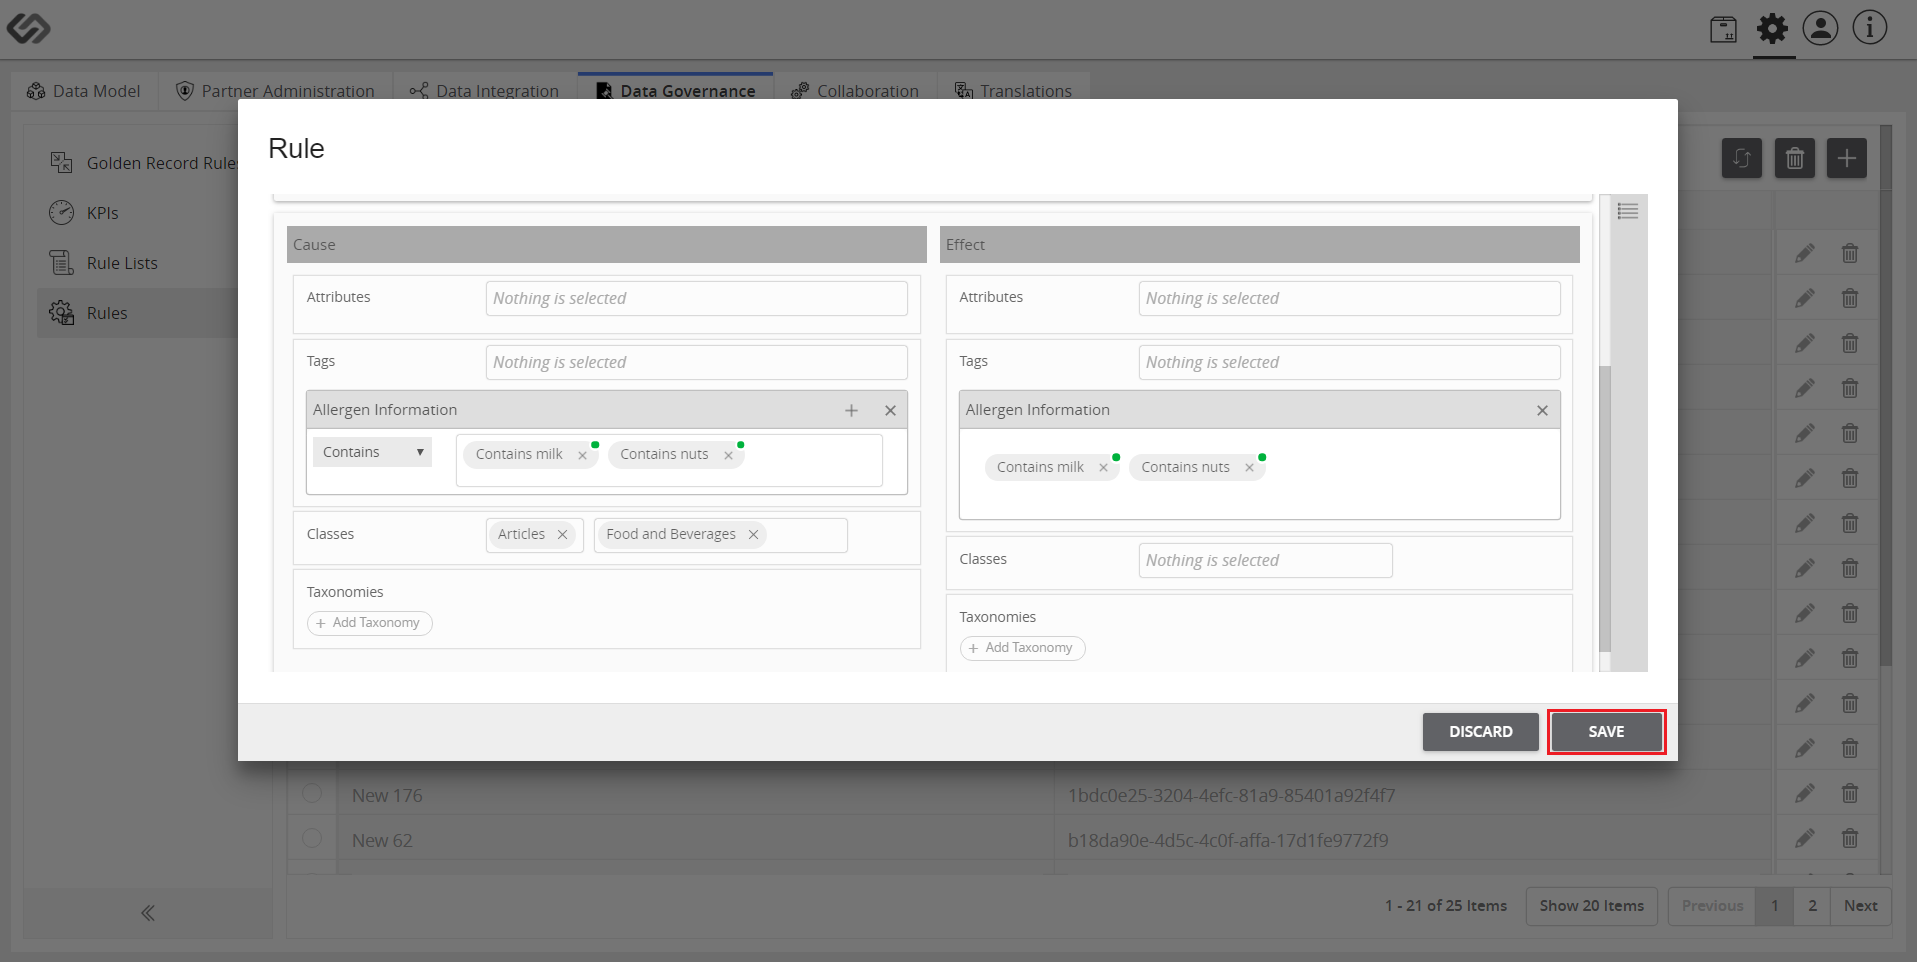 Data Model
Partner Administration
Data Integration
Data Governance
Collaboration
Translations
Golden Record Rules
KPIs
Rule Lists
Rules
Rule
Cause
Attributes
Nothing is selected
Tags
Nothing is selected
Allergen Information
Contains
Contains milk
Contains nuts
Classes
Articles
Food and Beverages
Taxonomies
+ Add Taxonomy
Effect
Attributes
Nothing is selected
Tags
Nothing is selected
Allergen Information
Contains milk
Contains nuts
Classes
Nothing is selected
Taxonomies
+ Add Taxonomy
DISCARD
SAVE
New 176
1bdc0e25-3204-4efc-81a9-85401a92f4f7
New 62
b18da90e-4d5c-4c0f-affa-17d1fe9772f9
1 - 21 of 25 Items
Show 20 Items
Previous
1
2
Next